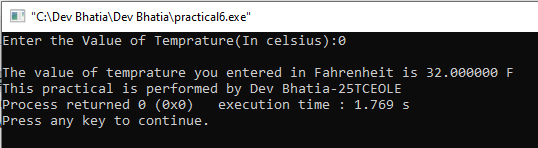 "C:\Dev Bhatia\Dev Bhatia\practical6.exe"
Enter the Value of Temprature(In celsius):0
The value of temprature you entered in Fahrenheit is 32.000000 F
This practical is performed by Dev Bhatia-25TCEOLE
Process returned 0 (0x0)   execution time : 1.769 s
Press any key to continue.